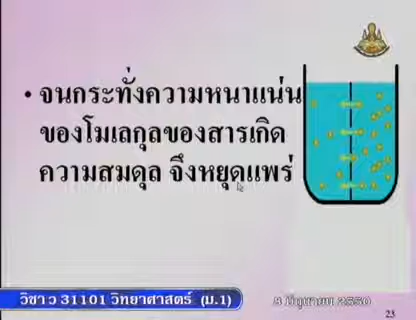 • จนกระทั่งความหนาแน่น
ของโมเลกุลของสารเกิด
ความสมดุล จึงหยุดแพร่
วิชา ว 31101 วิทยาศาสตร์ (ม.1)
8 มิถุนายน 2550
23